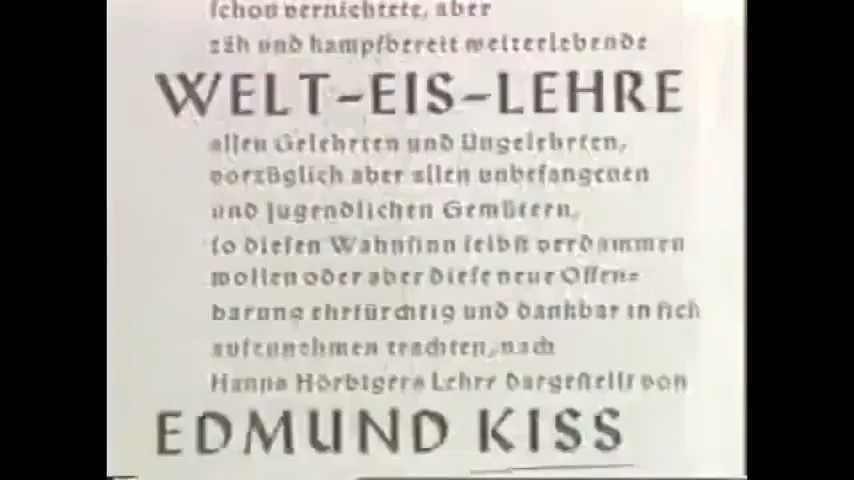 schon vernichtete, aber
zäh und kampfbereit weiterlebende
WELT-EIS-LEHRE
allen Gelehrten und Ungelehrten,
vorzüglich aber allen unbefangenen
und jugendlichen Gemütern,
so diesen Wahnsinn selbst verdammen
wollen oder aber diese neue Offen=
barung ehrfürchtig und dankbar in sich
aufzunehmen trachten, nach
Hanns Hörbigers Lehre dargestellt von
EDMUND KISS